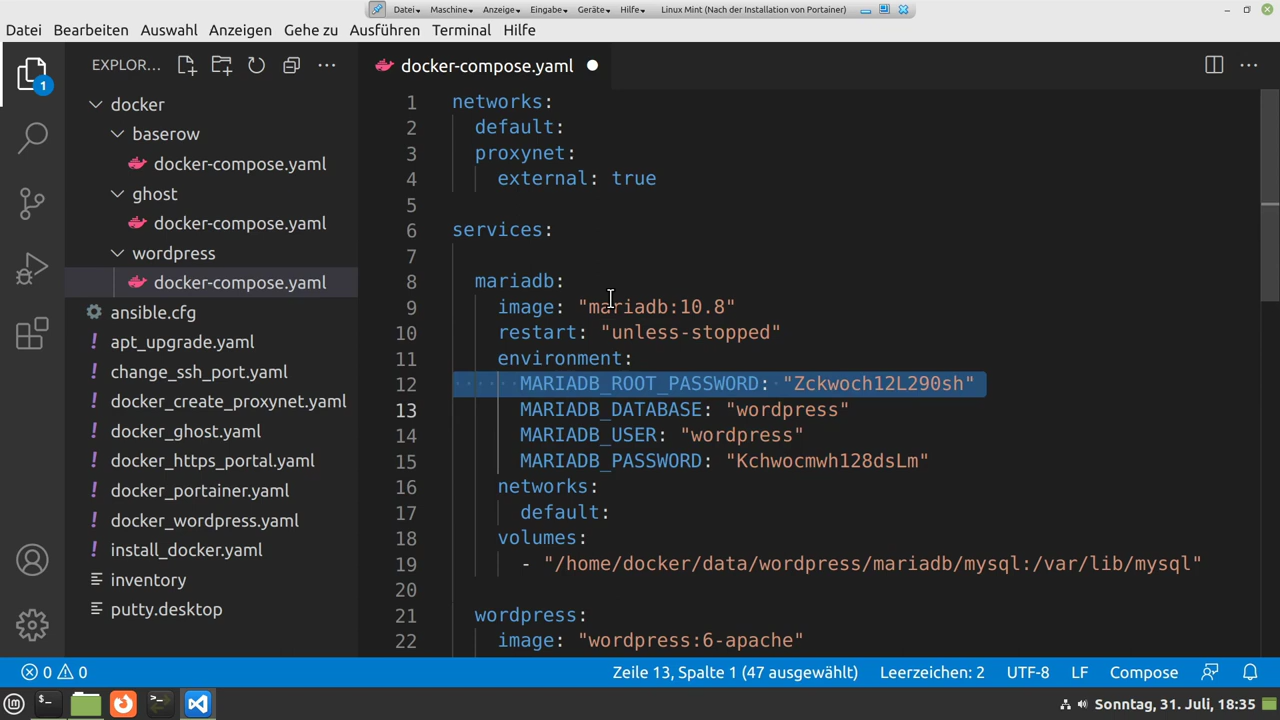 Datei Maschine Anzeige Eingabe Geräte Hilfe Linux Mint (Nach der Installation von Portainer)
Datei Bearbeiten Auswahl Anzeigen Gehe zu Ausführen Terminal Hilfe
EXPLOR... docker-compose.yaml
1
docker
baserow
docker-compose.yaml
ghost
docker-compose.yaml
wordpress
docker-compose.yaml
ansible.cfg
! apt_upgrade.yaml
! change_ssh_port.yaml
! docker_create_proxynet.yaml
! docker_ghost.yaml
! docker_https_portal.yaml
! docker_portainer.yaml
! docker_wordpress.yaml
! install_docker.yaml
inventory
putty.desktop
1 networks:
2 default:
3 proxynet:
4 external: true
5
6 services:
7
8 mariadb:
9 image: "mariadb:10.8"
10 restart: "unless-stopped"
11 environment:
12 MARIADB_ROOT_PASSWORD: "Zckwoch12L290sh"
13 MARIADB_DATABASE: "wordpress"
14 MARIADB_USER: "wordpress"
15 MARIADB_PASSWORD: "Kchwocmwh128dsLm"
16 networks:
17 default:
18 volumes:
19 - "/home/docker/data/wordpress/mariadb/mysql:/var/lib/mysql"
20
21 wordpress:
22 image: "wordpress:6-apache"
0 0 Zeile 13, Spalte 1 (47 ausgewählt) Leerzeichen: 2 UTF-8 LF Compose
Sonntag, 31. Juli, 18:35